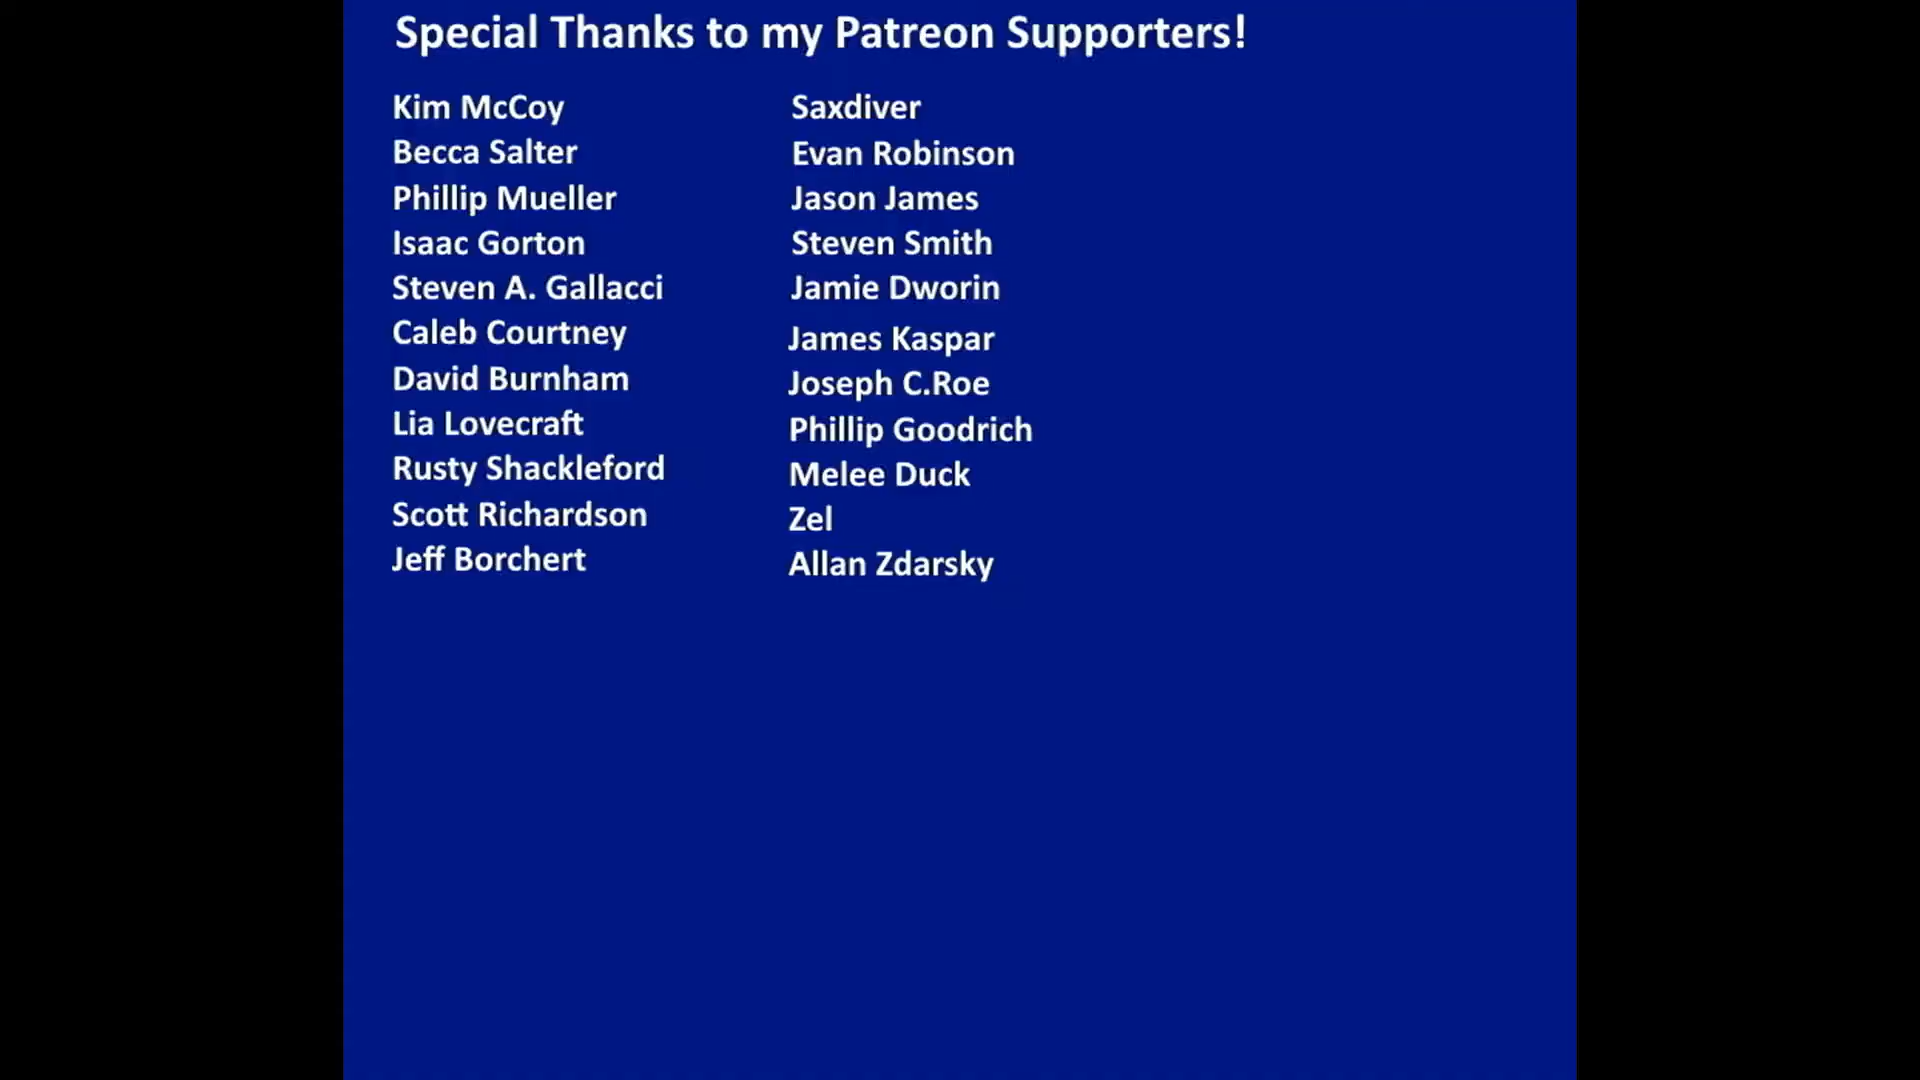 Special Thanks to my Patreon Supporters!
Kim McCoy
Becca Salter
Phillip Mueller
Isaac Gorton
Steven A. Gallacci
Caleb Courtney
David Burnham
Lia Lovecraft
Rusty Shackleford
Scott Richardson
Jeff Borchert
Saxdiver
Evan Robinson
Jason James
Steven Smith
Jamie Dworin
James Kaspar
Joseph C.Roe
Phillip Goodrich
Melee Duck
Zel
Allan Zdarsky